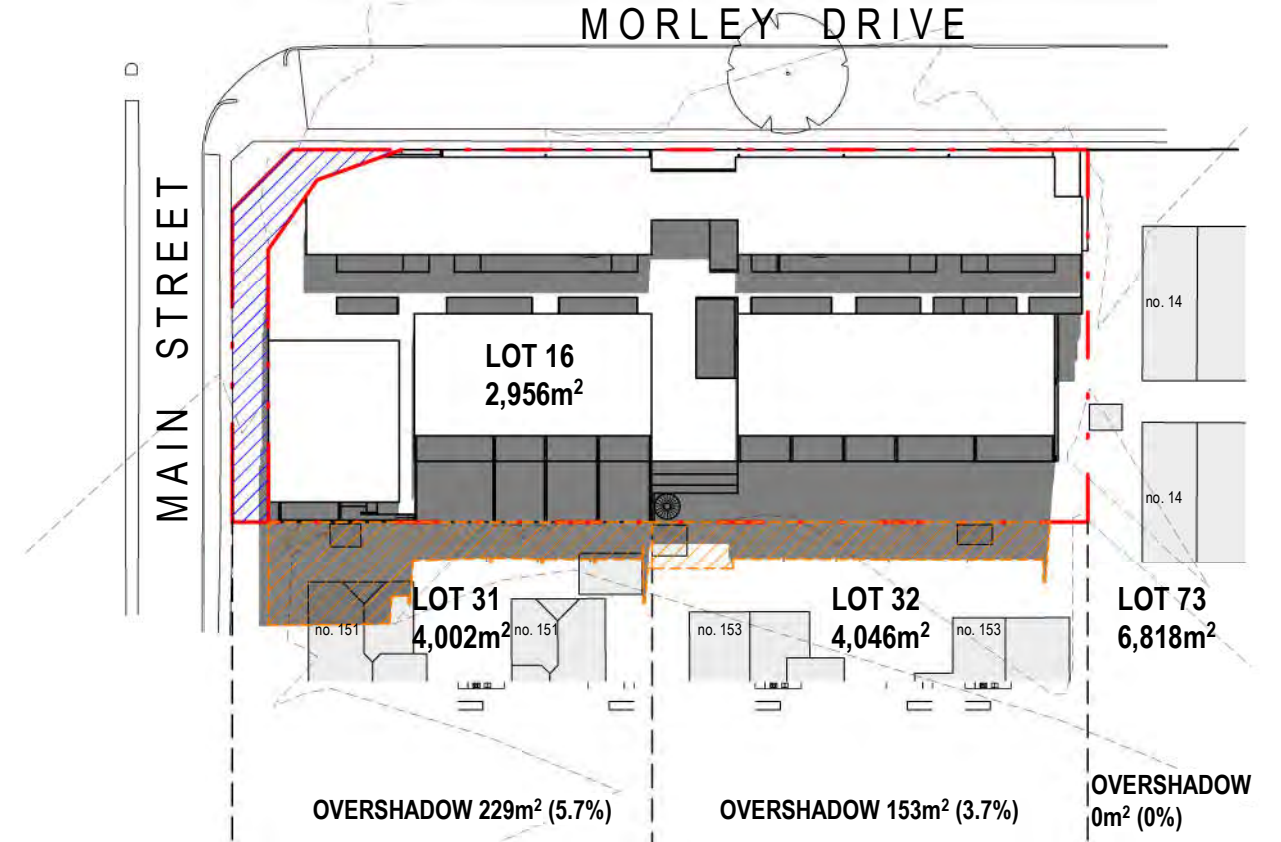 MORLEY DRIVE
MAIN STREET
no. 14
LOT 16
2,956m²
no. 14
LOT 31
4,002m²
LOT 32
4,046m²
LOT 73
6,818m²
no. 151
no. 151
no. 153
no. 153
OVERSHADOW 229m² (5.7%)
OVERSHADOW 153m² (3.7%)
OVERSHADOW
0m² (0%)